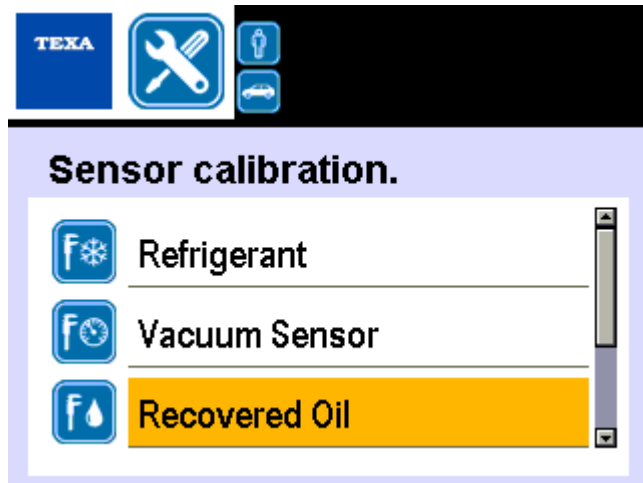 TEXA
Sensor calibration.
Refrigerant
Vacuum Sensor
Recovered Oil